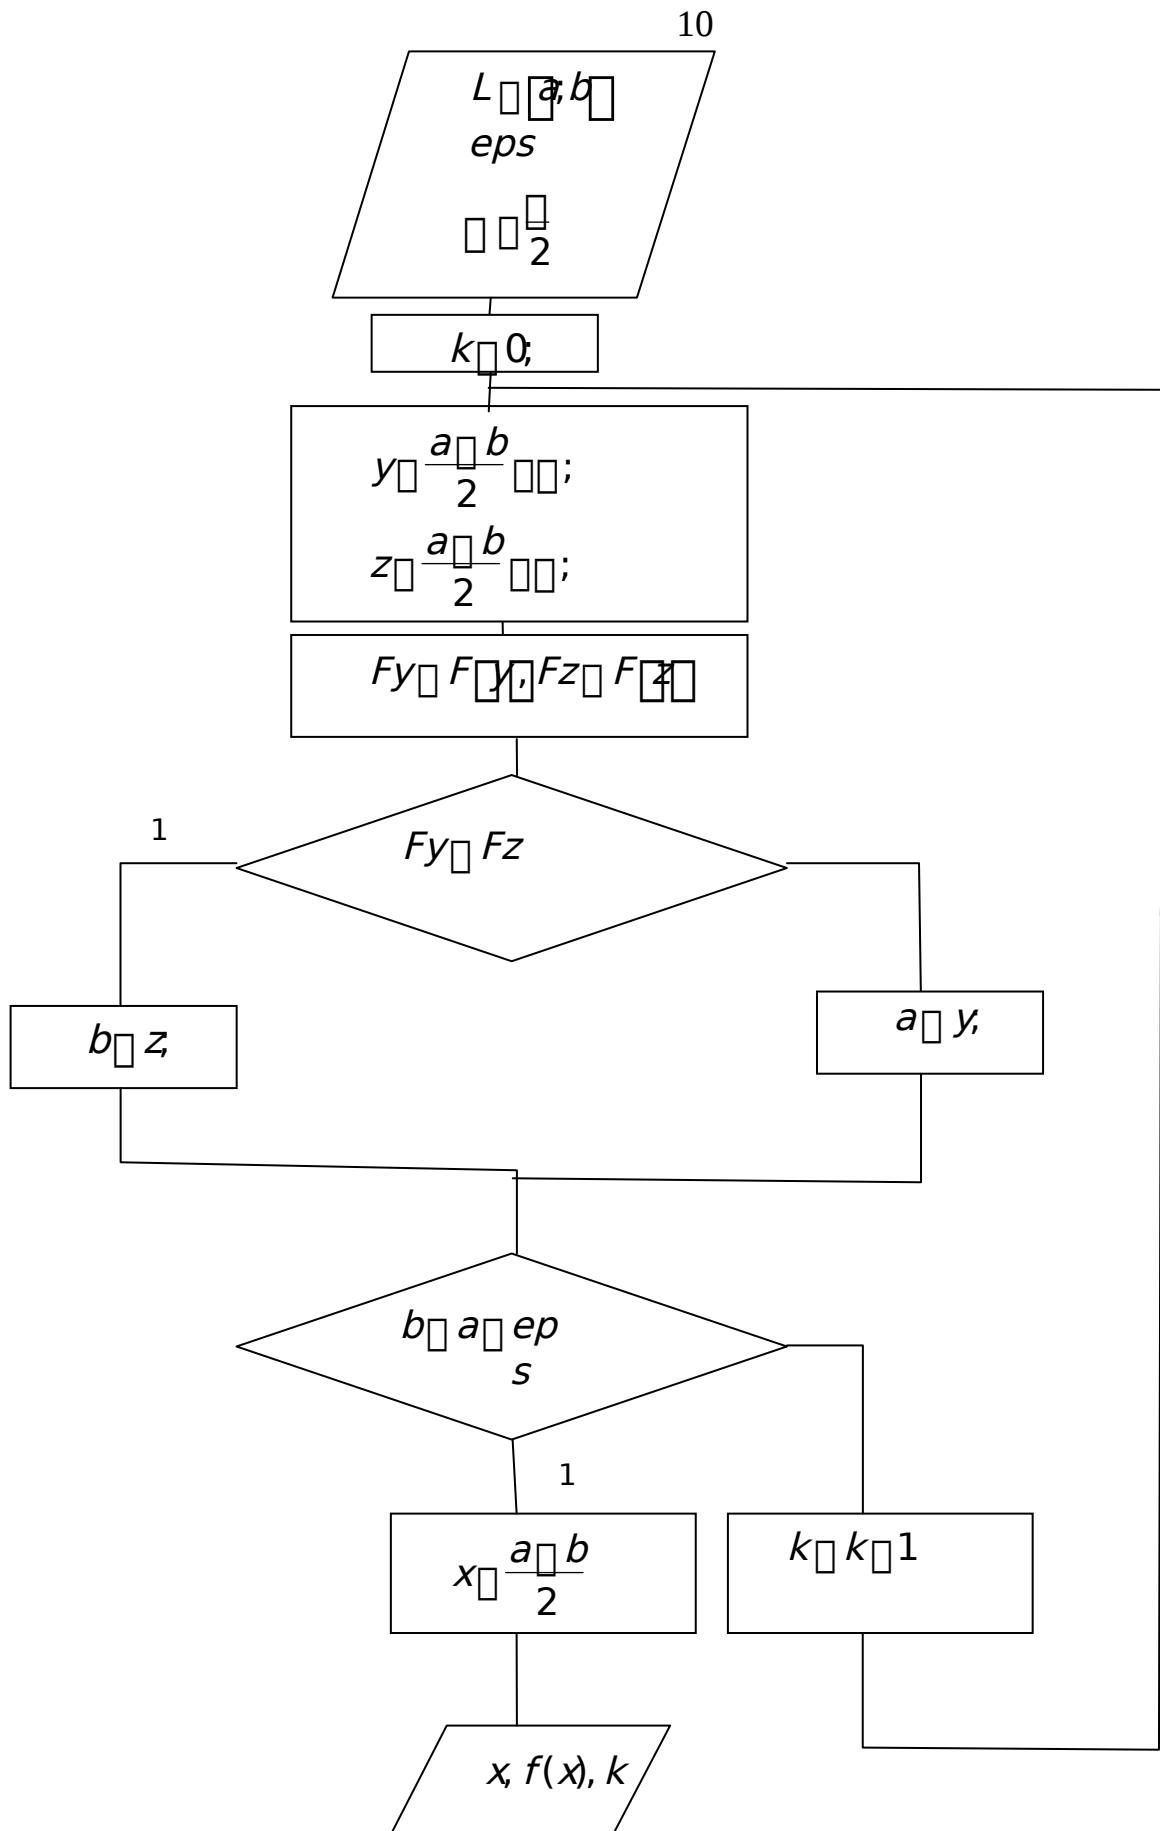 10
L □ □a;b□
eps
□ □ □/2
k □ 0;
y □ (a □ b)/2 □□;
z □ (a □ b)/2 □□;
Fy □ F□y□, Fz □ F□z□
Fy □ Fz
1
b □ z;
a □ y;
b □ a □ ep
s
1
x □ (a □ b)/2
k □ k □ 1
x, f(x), k